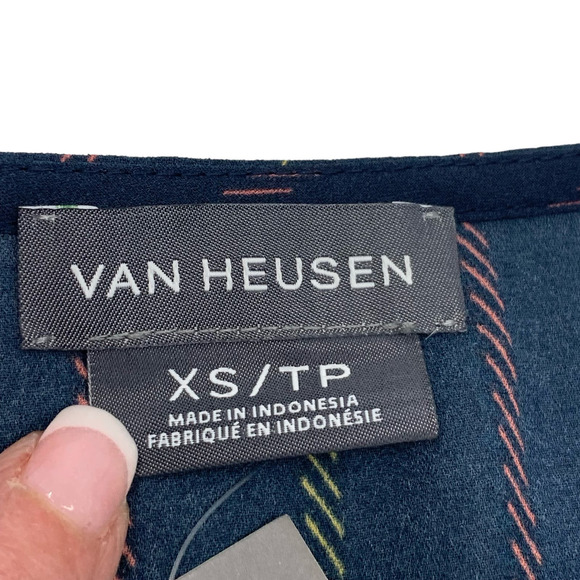 VAN HEUSEN
XS/TP
MADE IN INDONESIA
FABRIQUÉ EN INDONÉSIE